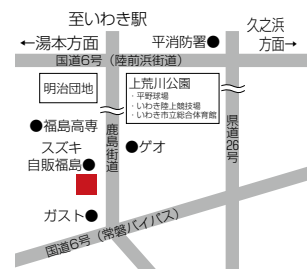 至いわき駅
久之浜
方面→
←湯本方面
平消防署●
国道6号（陸前浜街道）
明治団地
上荒川公園
・平野球場
・いわき陸上競技場
・いわき市立総合体育館
●福島高専
鹿島街道
県道26号
スズキ
自販福島●
●ゲオ
ガスト●
国道6号（常磐バイパス）